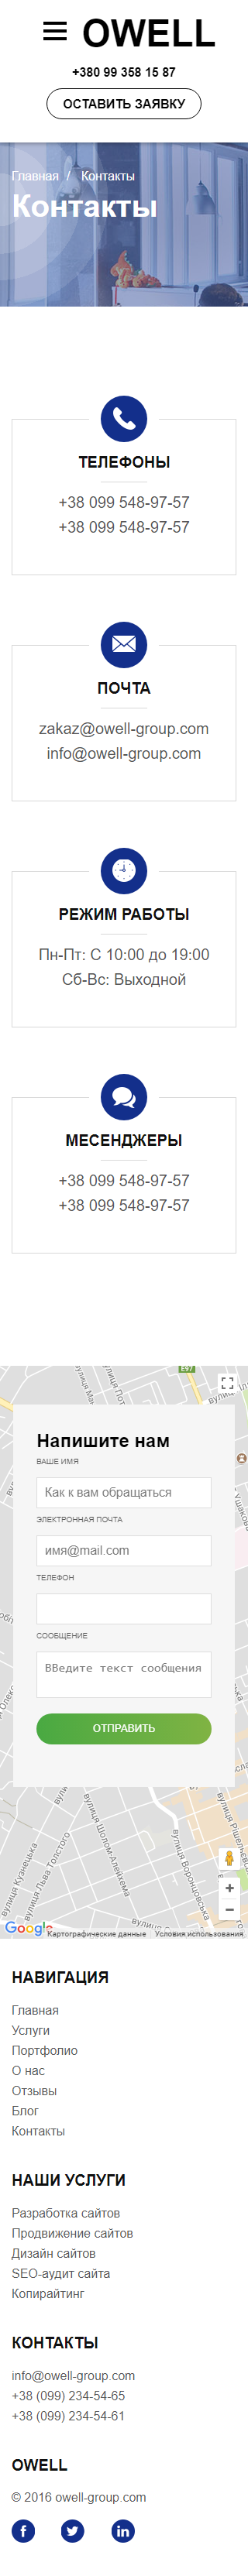 OWELL
+380 99 358 15 87
ОСТАВИТЬ ЗАЯВКУ
Главная / Контакты
Контакты
ТЕЛЕФОНЫ
+38 099 548-97-57
+38 099 548-97-57
ПОЧТА
zakaz@owell-group.com
info@owell-group.com
РЕЖИМ РАБОТЫ
Пн-Пт: С 10:00 до 19:00
Сб-Вс: Выходной
МЕСЕНДЖЕРЫ
+38 099 548-97-57
+38 099 548-97-57
E97
Напишите нам
ВАШЕ ИМЯ
Как к вам обращаться
ЭЛЕКТРОННАЯ ПОЧТА
имя@mail.com
ТЕЛЕФОН
СООБЩЕНИЕ
ВВедите текст сообщения
ОТПРАВИТЬ
вулиця Кузнецька
вулиця Льва Толстого
вулиця Шолом-Алейхема
вулиця Воронцовська
Google
Картографические данные
Условия использования
НАВИГАЦИЯ
Главная
Услуги
Портфолио
О нас
Отзывы
Блог
Контакты
НАШИ УСЛУГИ
Разработка сайтов
Продвижение сайтов
Дизайн сайтов
SEO-аудит сайта
Копирайтинг
КОНТАКТЫ
info@owell-group.com
+38 (099) 234-54-65
+38 (099) 234-54-61
OWELL
© 2016 owell-group.com